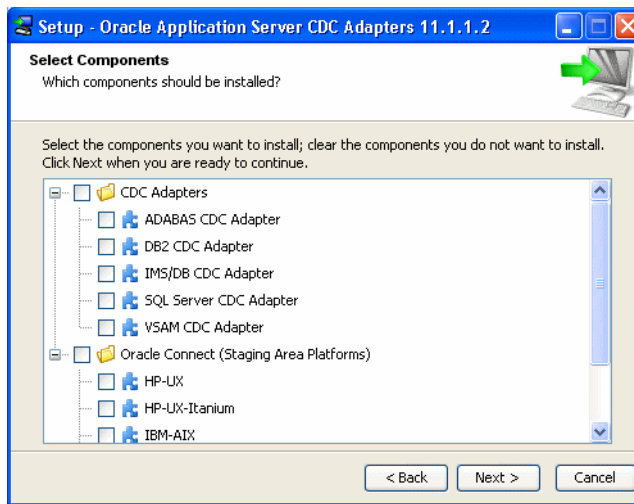 Setup - Oracle Application Server CDC Adapters 11.1.1.2
Select Components
Which components should be installed?
Select the components you want to install; clear the components you do not want to install.
Click Next when you are ready to continue.
CDC Adapters
ADABAS CDC Adapter
DB2 CDC Adapter
IMS/DB CDC Adapter
SQL Server CDC Adapter
VSAM CDC Adapter
Oracle Connect (Staging Area Platforms)
HP-UX
HP-UX-Itanium
IBM-AIX
< Back
Next >
Cancel